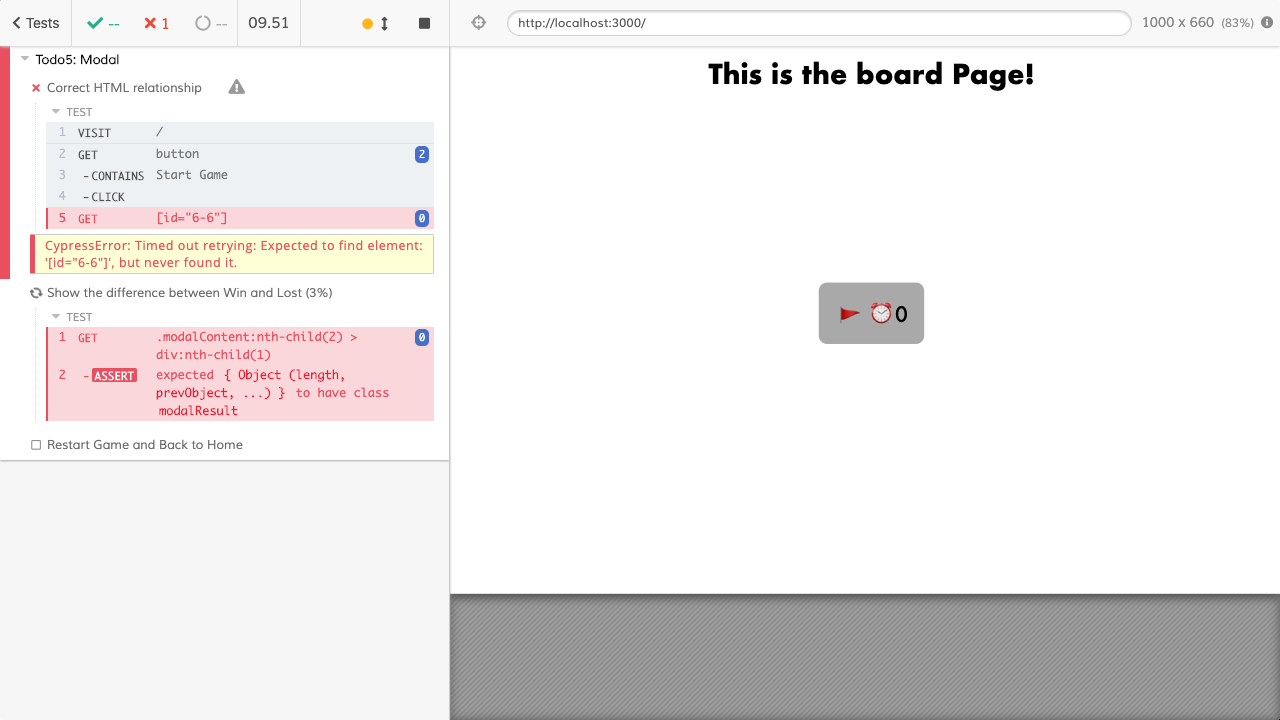 Tests
--
1
--
09.51
http://localhost:3000/
1000 x 660 (83%)
Todo5: Modal
Correct HTML relationship
TEST
1 VISIT /
2 GET button 2
3 -CONTAINS Start Game
4 -CLICK
5 GET [id="6-6"] 0
CypressError: Timed out retrying: Expected to find element:
'[id="6-6"]', but never found it.
Show the difference between Win and Lost (3%)
TEST
1 GET .modalContent:nth-child(2) > 0
div:nth-child(1)
2 -ASSERT expected { Object (length,
prevObject, ...) } to have class
modalResult
Restart Game and Back to Home
This is the board Page!
🚩 ⏰0